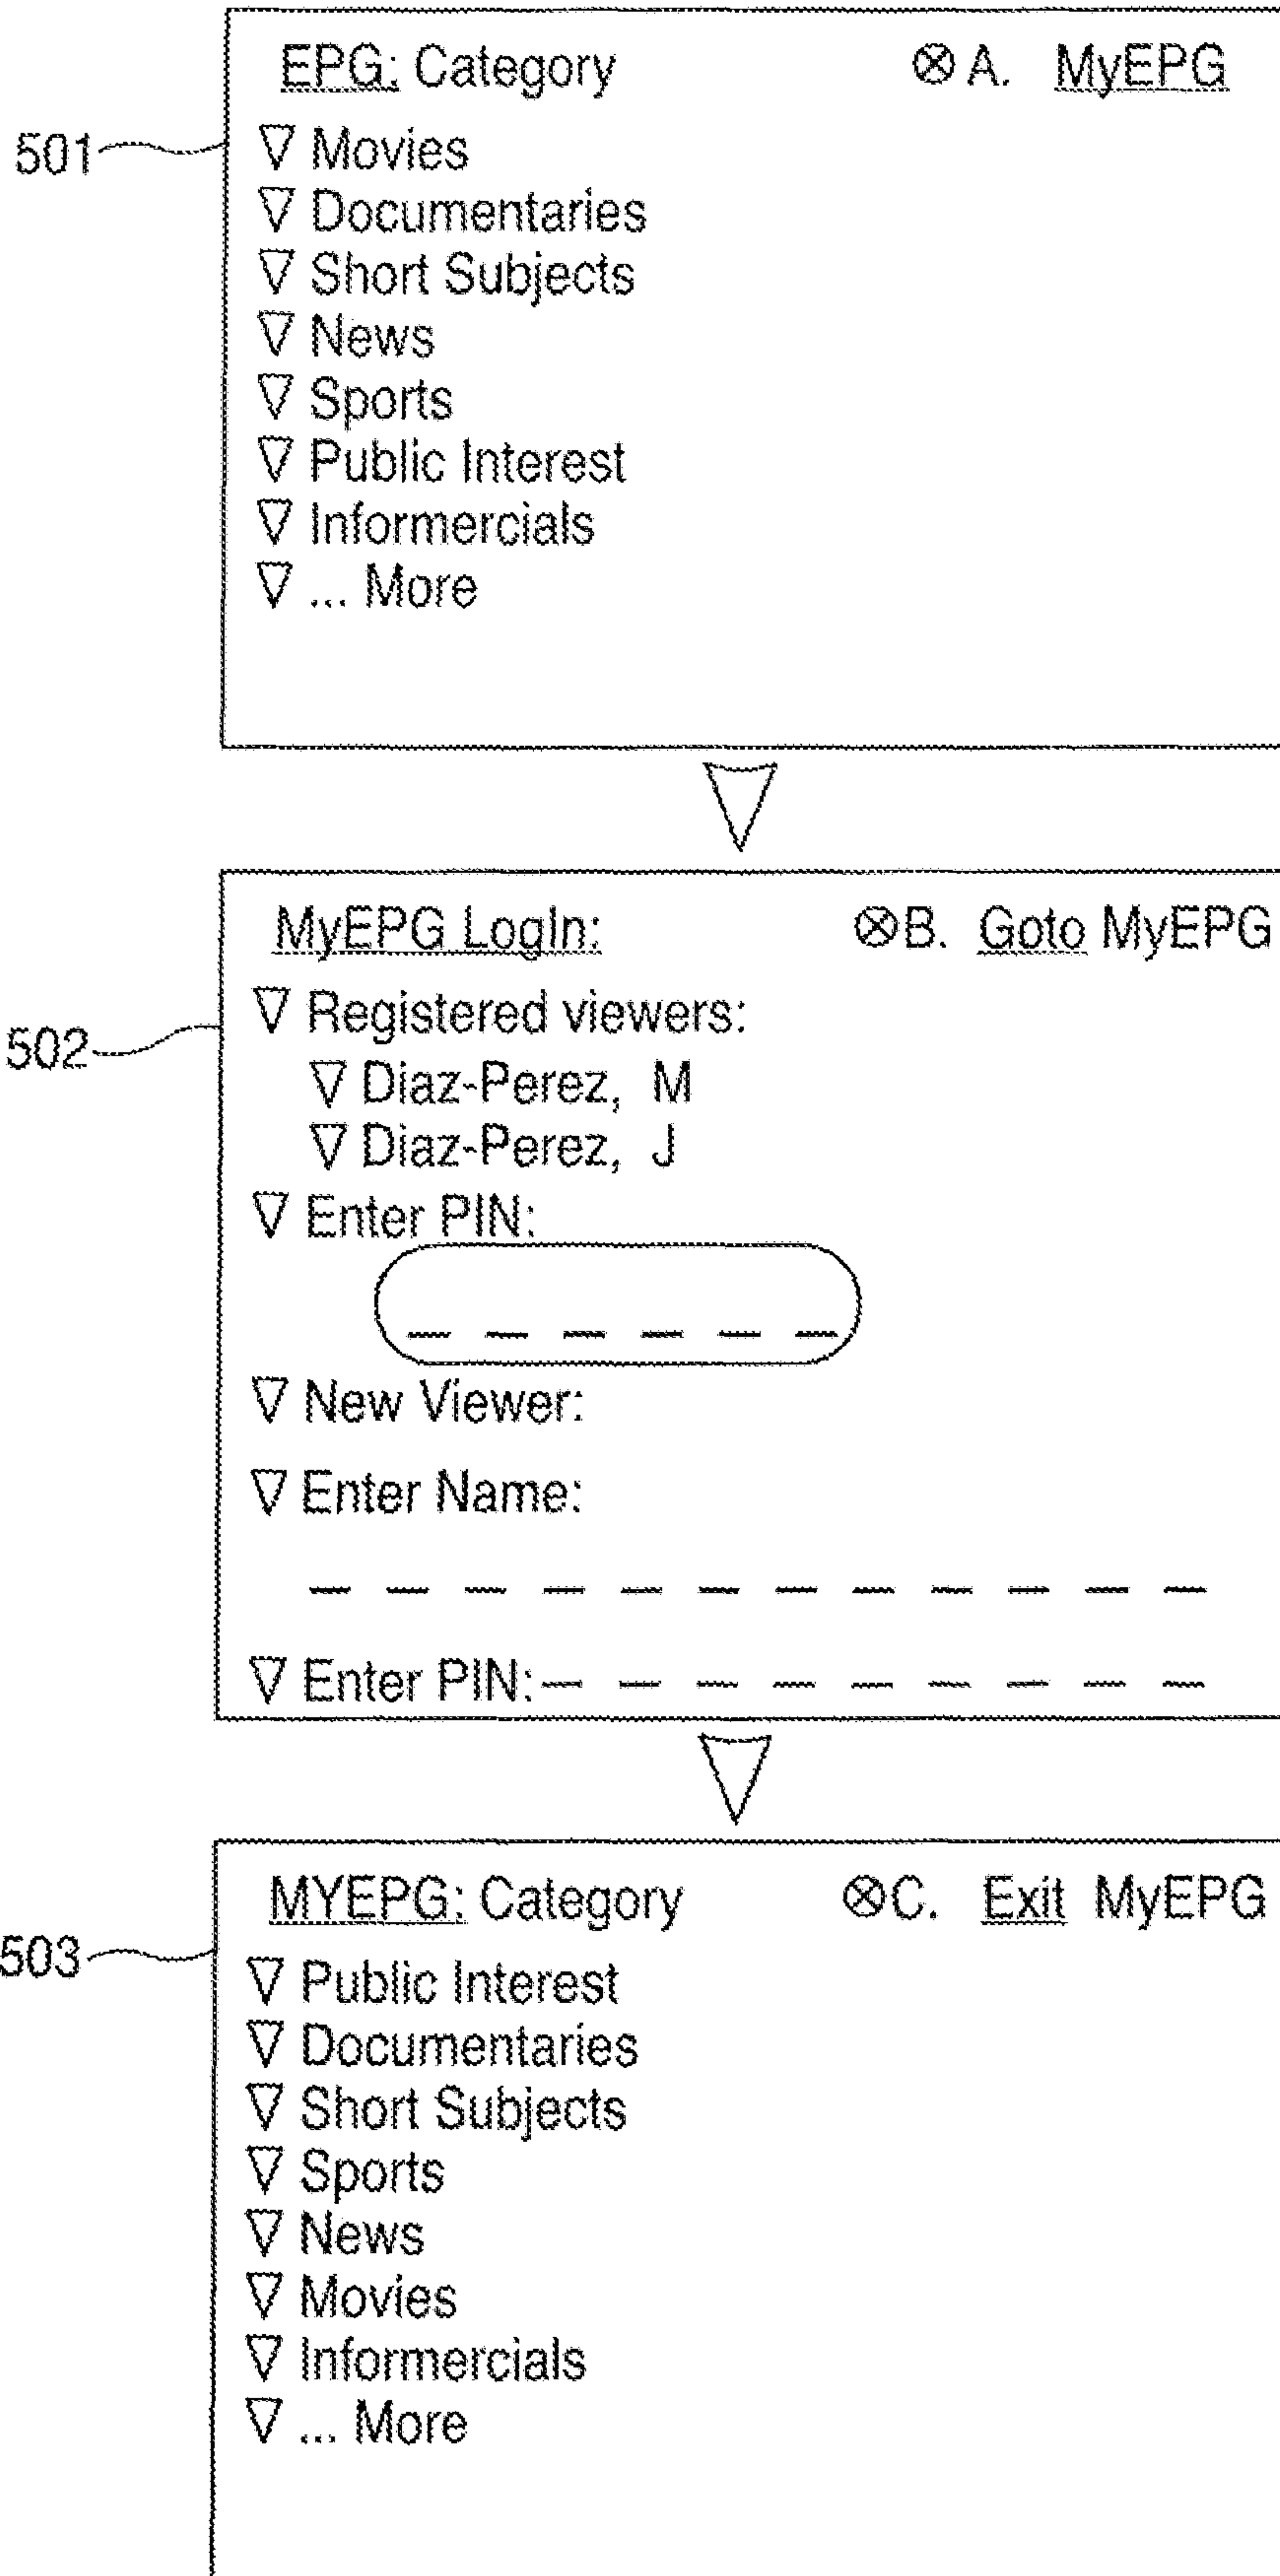 EPG: Category ⊗ A. MyEPG
501
▽ Movies
▽ Documentaries
▽ Short Subjects
▽ News
▽ Sports
▽ Public Interest
▽ Informercials
▽ ... More
MyEPG LogIn: ⊗B. Goto MyEPG
502
▽ Registered viewers:
▽ Diaz-Perez, M
▽ Diaz-Perez, J
▽ Enter PIN:
_ _ _ _ _ _
▽ New Viewer:
▽ Enter Name:
_ _ _ _ _ _ _ _ _ _ _ _
▽ Enter PIN: _ _ _ _ _ _ _ _ _
MYEPG: Category ⊗C. Exit MyEPG
503
▽ Public Interest
▽ Documentaries
▽ Short Subjects
▽ Sports
▽ News
▽ Movies
▽ Informercials
▽ ... More